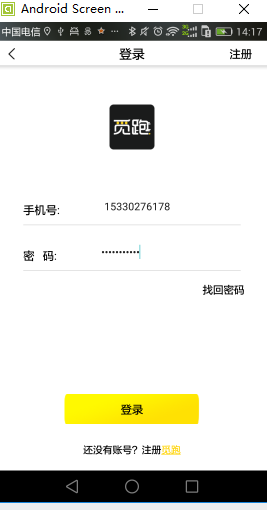 Android Screen ...
中国电信 ... 14:17
登录 注册
觅跑
手机号: 15330276178
密 码: •••••••••••
找回密码
登录
还没有账号? 注册觅跑